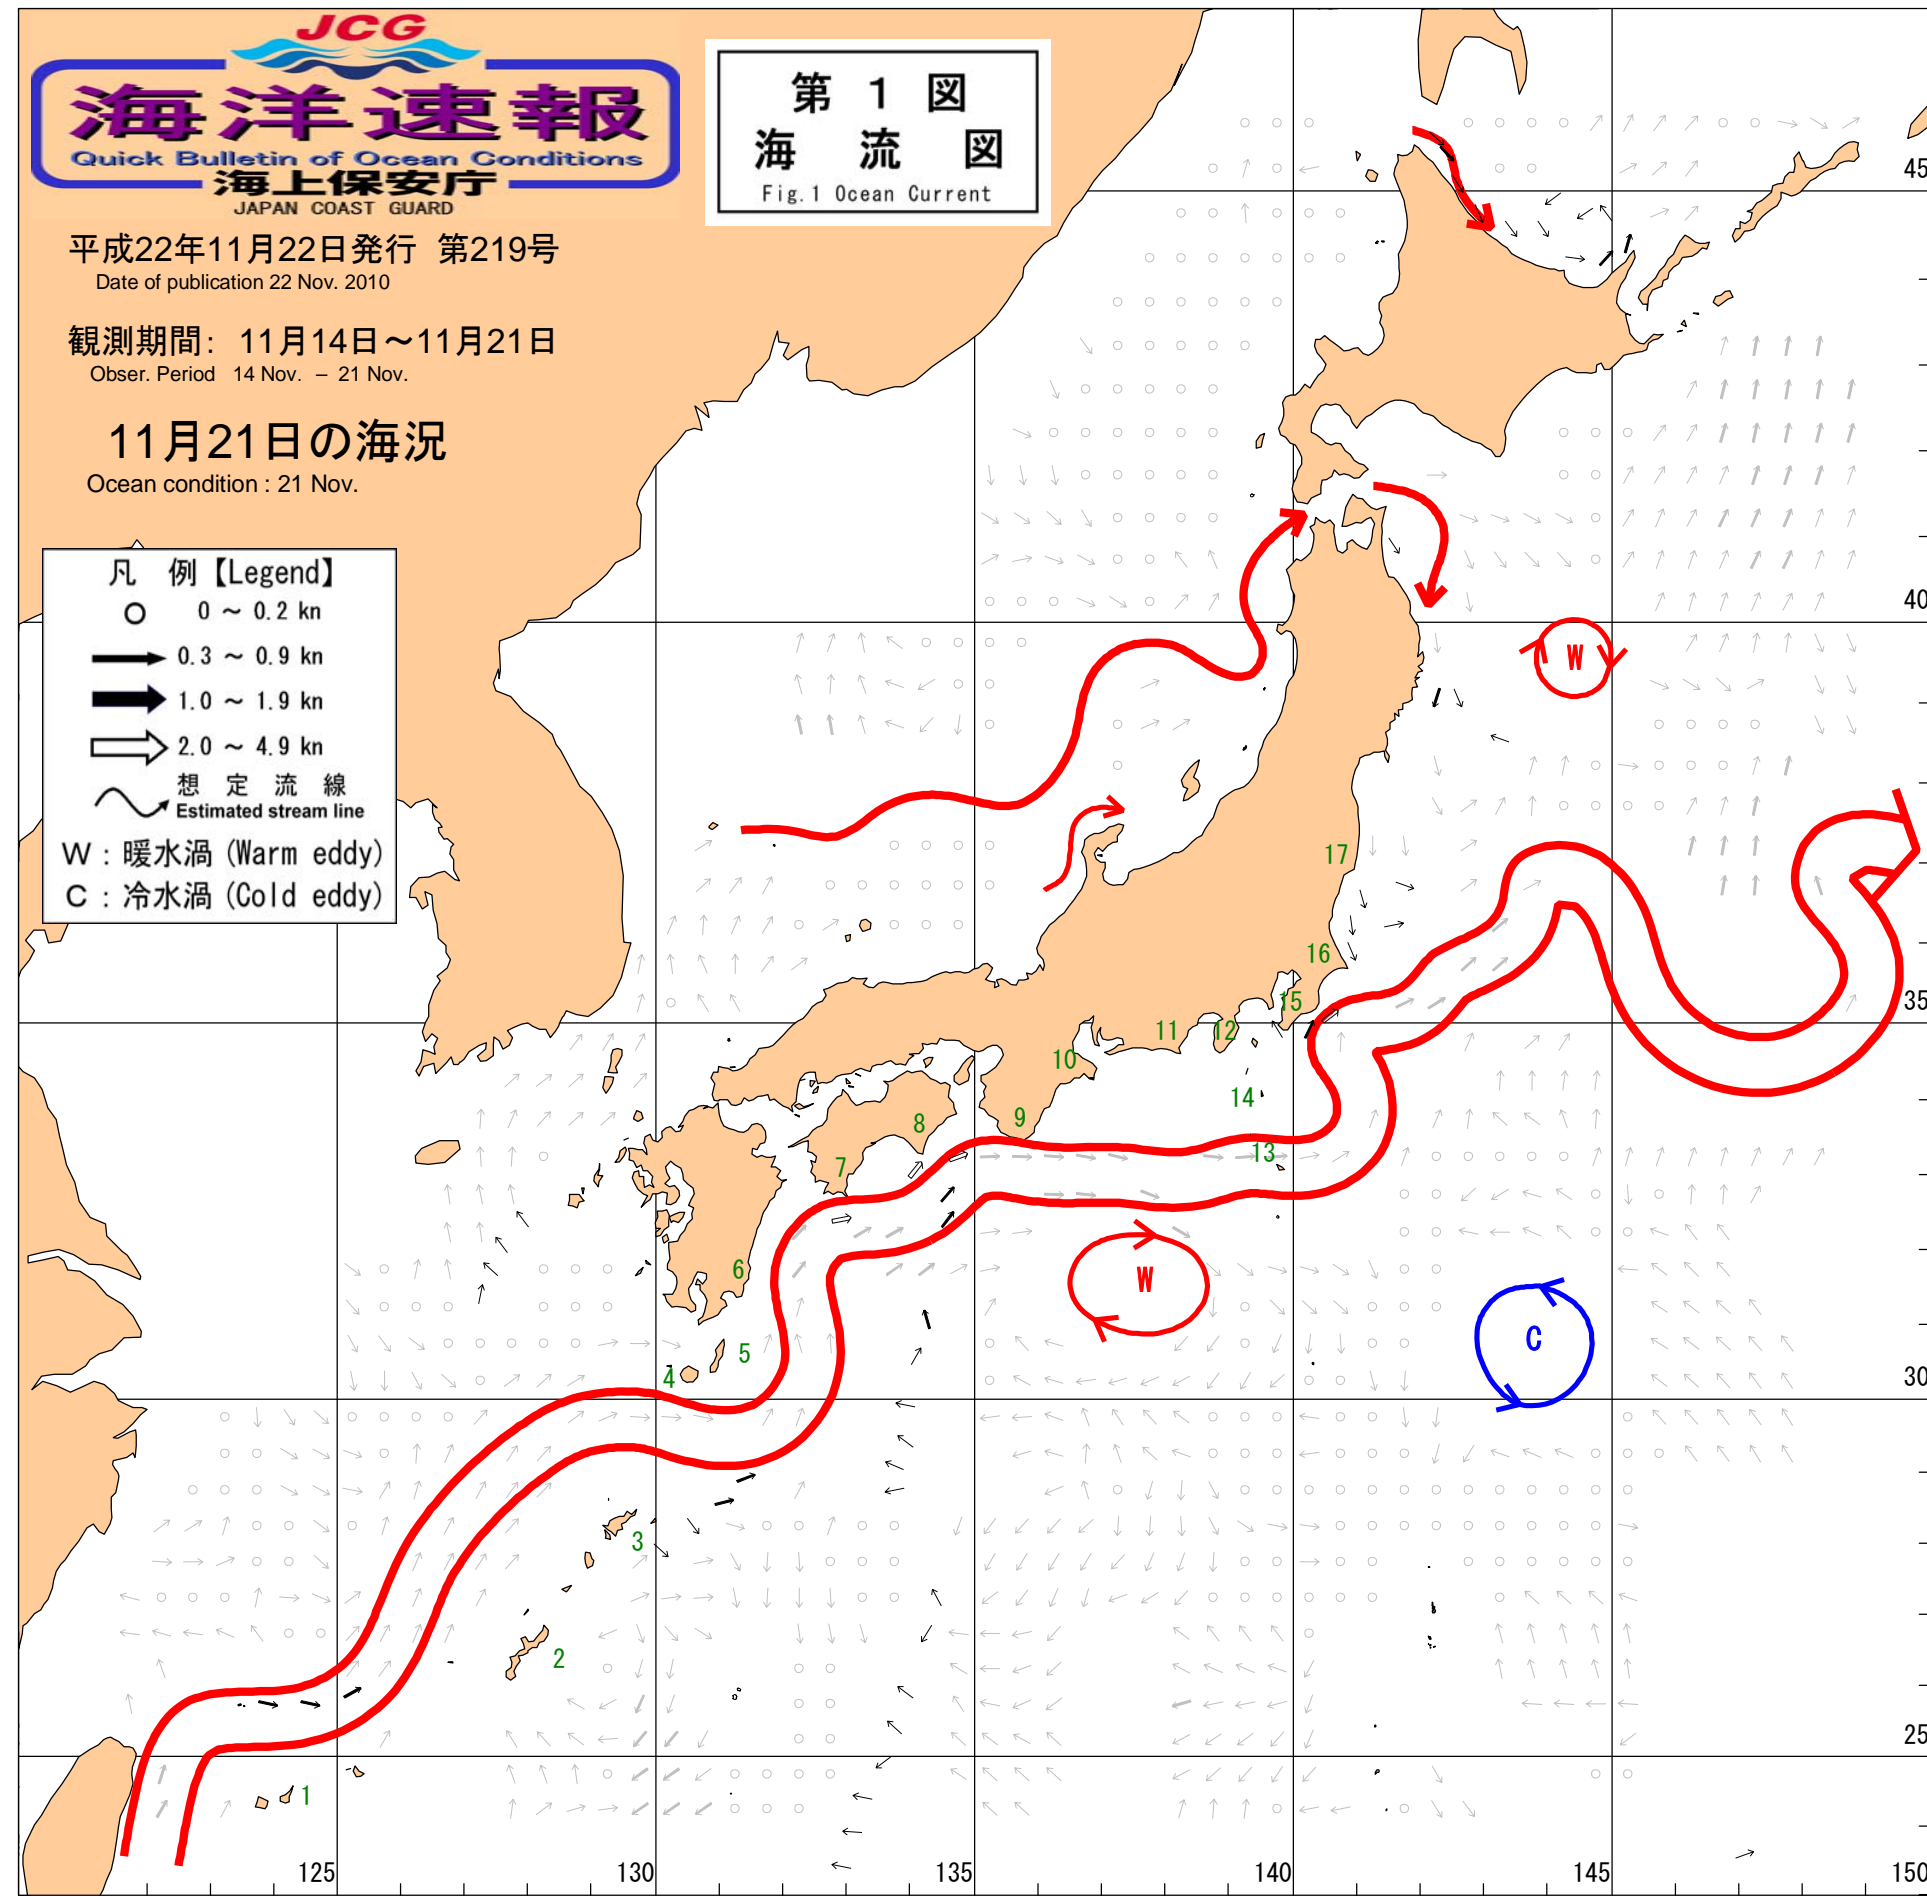 JCG
海洋速報
Quick Bulletin of Ocean Conditions
海上保安庁
JAPAN COAST GUARD
第 1 図
海 流 図
Fig.1 Ocean Current
平成22年11月22日発行 第219号
Date of publication 22 Nov. 2010
観測期間: 11月14日～11月21日
Obser. Period 14 Nov. – 21 Nov.
11月21日の海況
Ocean condition : 21 Nov.
凡 例【Legend】
0 ～ 0.2 kn
0.3 ～ 0.9 kn
1.0 ～ 1.9 kn
2.0 ～ 4.9 kn
想 定 流 線
Estimated stream line
W : 暖水渦 (Warm eddy)
C : 冷水渦 (Cold eddy)
45
40
W
17
16
35
15
12
11
10
14
9
8
13
7
6
W
C
5
4
30
3
2
25
1
125
130
135
140
145
150